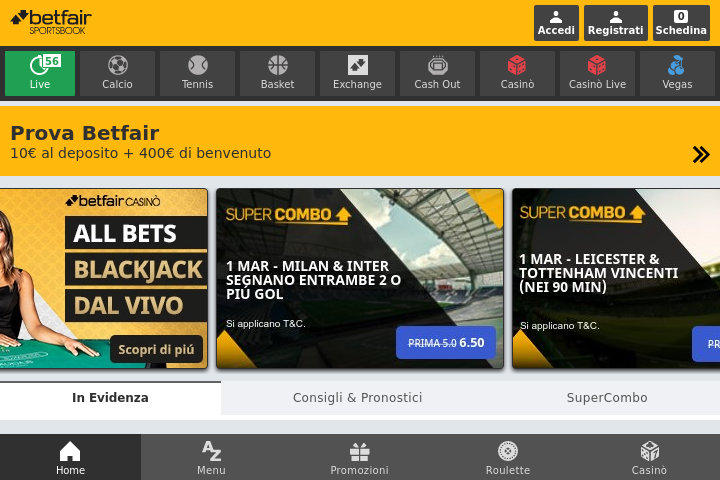 betfair
SPORTSBOOK
Accedi
Registrati
0
Schedina
56
Live
Calcio
Tennis
Basket
Exchange
Cash Out
Casinò
Casinò Live
Vegas
Prova Betfair
10€ al deposito + 400€ di benvenuto
betfair CASINÒ
ALL BETS
BLACKJACK
DAL VIVO
Scopri di piú
SUPER COMBO
1 MAR - MILAN & INTER
SEGNANO ENTRAMBE 2 O
PIÙ GOL
Si applicano T&C.
PRIMA 5.0 6.50
SUPER COMBO
1 MAR - LEICESTER &
TOTTENHAM VINCENTI
(NEI 90 MIN)
Si applicano T&C.
PR
In Evidenza
Consigli & Pronostici
SuperCombo
Home
AZ
Menu
Promozioni
Roulette
Casinò